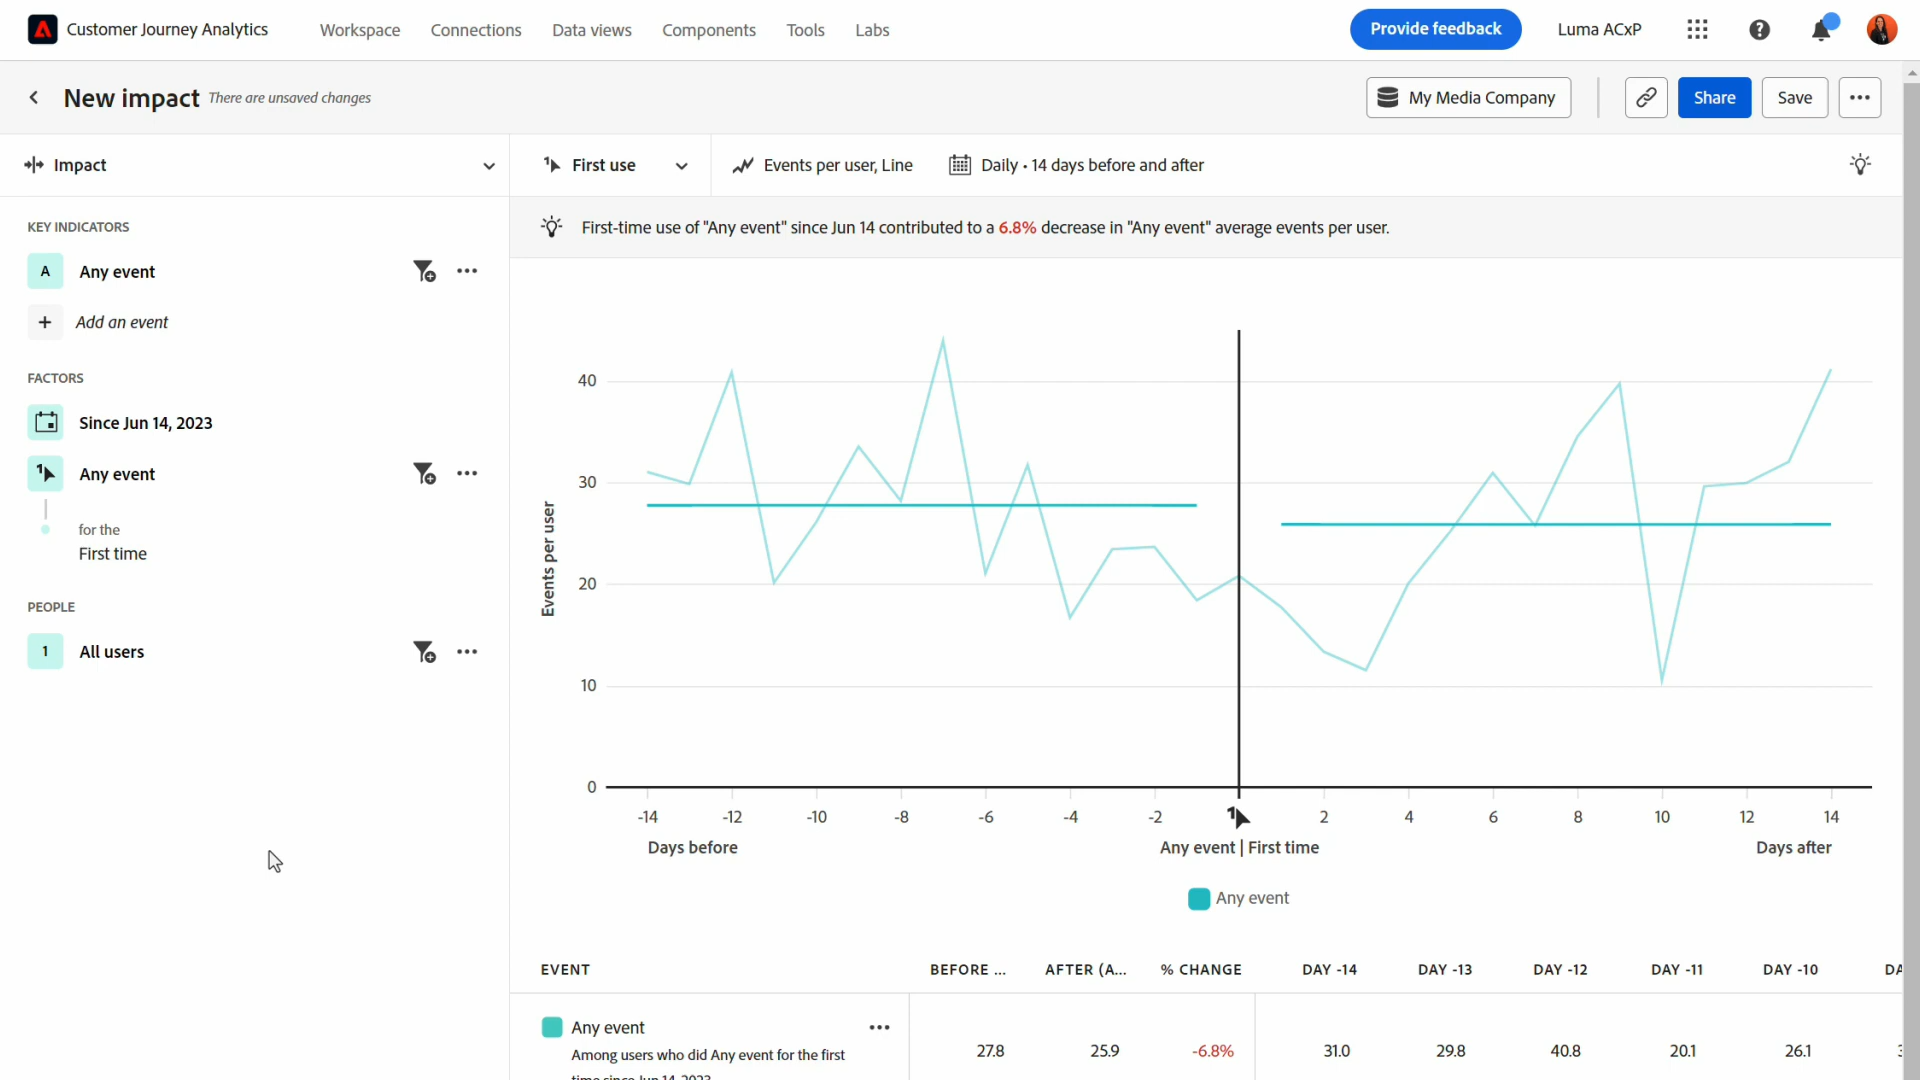 Customer Journey Analytics
Workspace
Connections
Data views
Components
Tools
Labs
Provide feedback
Luma ACxP
New impact
There are unsaved changes
My Media Company
Share
Save
Impact
First use
Events per user, Line
Daily • 14 days before and after
KEY INDICATORS
First-time use of "Any event" since Jun 14 contributed to a 6.8% decrease in "Any event" average events per user.
A
Any event
Add an event
FACTORS
Since Jun 14, 2023
Any event
for the
First time
PEOPLE
1
All users
Events per user
40
30
20
10
0
-14
-12
-10
-8
-6
-4
-2
1
2
4
6
8
10
12
14
Days before
Any event | First time
Days after
Any event
EVENT
BEFORE ...
AFTER (A...
% CHANGE
DAY -14
DAY -13
DAY -12
DAY -11
DAY -10
DA
Any event
Among users who did Any event for the first
time since Jun 14, 2023
27.8
25.9
-6.8%
31.0
29.8
40.8
20.1
26.1